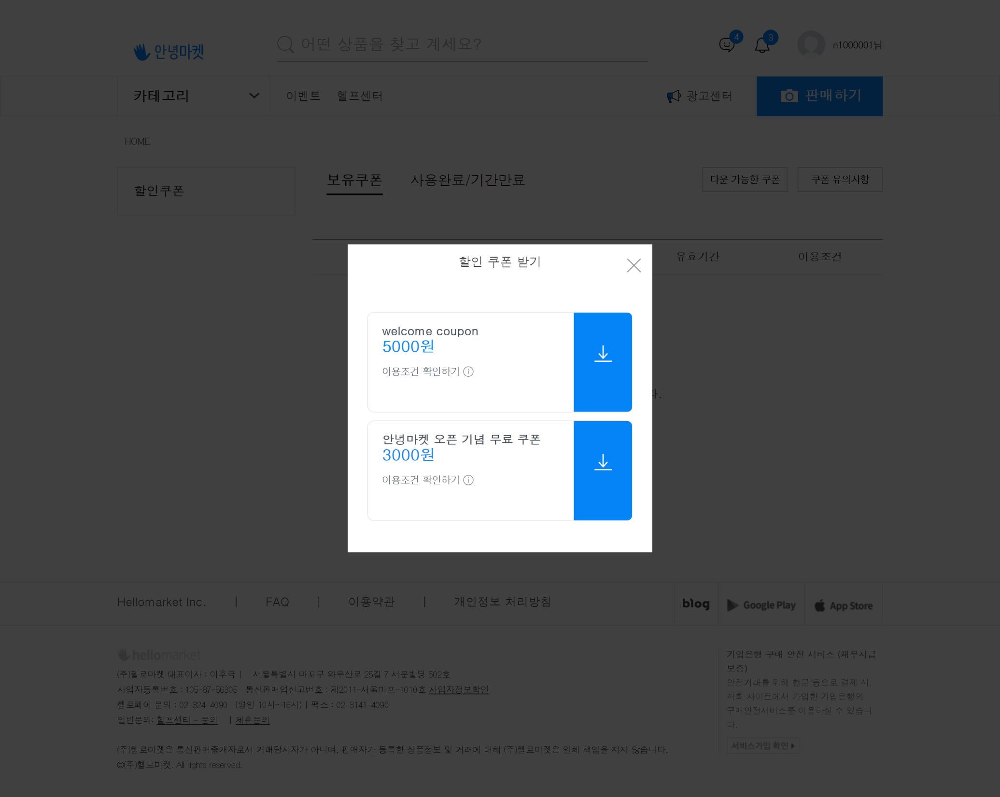 안녕마켓
어떤 상품을 찾고 계세요?
4
3
n1000001님
카테고리
이벤트
헬프센터
광고센터
판매하기
HOME
할인쿠폰
보유쿠폰
사용완료/기간만료
다운 가능한 쿠폰
쿠폰 유의사항
유효기간
이용조건
할인 쿠폰 받기
welcome coupon
5000원
이용조건 확인하기
다.
안녕마켓 오픈 기념 무료 쿠폰
3000원
이용조건 확인하기
Hellomarket Inc. | FAQ | 이용약관 | 개인정보 처리방침
blog
Google Play
App Store
hellomarket
(주)헬로마켓 대표이사 : 이후국 | 서울특별시 마포구 와우산로 25길 7 서문빌딩 502호
사업자등록번호 : 105-87-56305 통신판매업신고번호 : 제2011-서울마포-1010호 사업자정보확인
헬로페이 문의 : 02-324-4090 (평일 10시~16시) | 팩스 : 02-3141-4090
일반문의: 헬프센터 - 문의 | 제휴문의
(주)헬로마켓은 통신판매중개자로서 거래당사자가 아니며, 판매자가 등록한 상품정보 및 거래에 대해 (주)헬로마켓은 일체 책임을 지지 않습니다.
©(주)헬로마켓. All rights reserved.
기업은행 구매 안전 서비스 (채무지급
보증)
안전거래를 위해 현금 등으로 결제 시,
저희 사이트에서 가입한 기업은행의
구매안전서비스를 이용하실 수 있습니
다.
서비스가입 확인